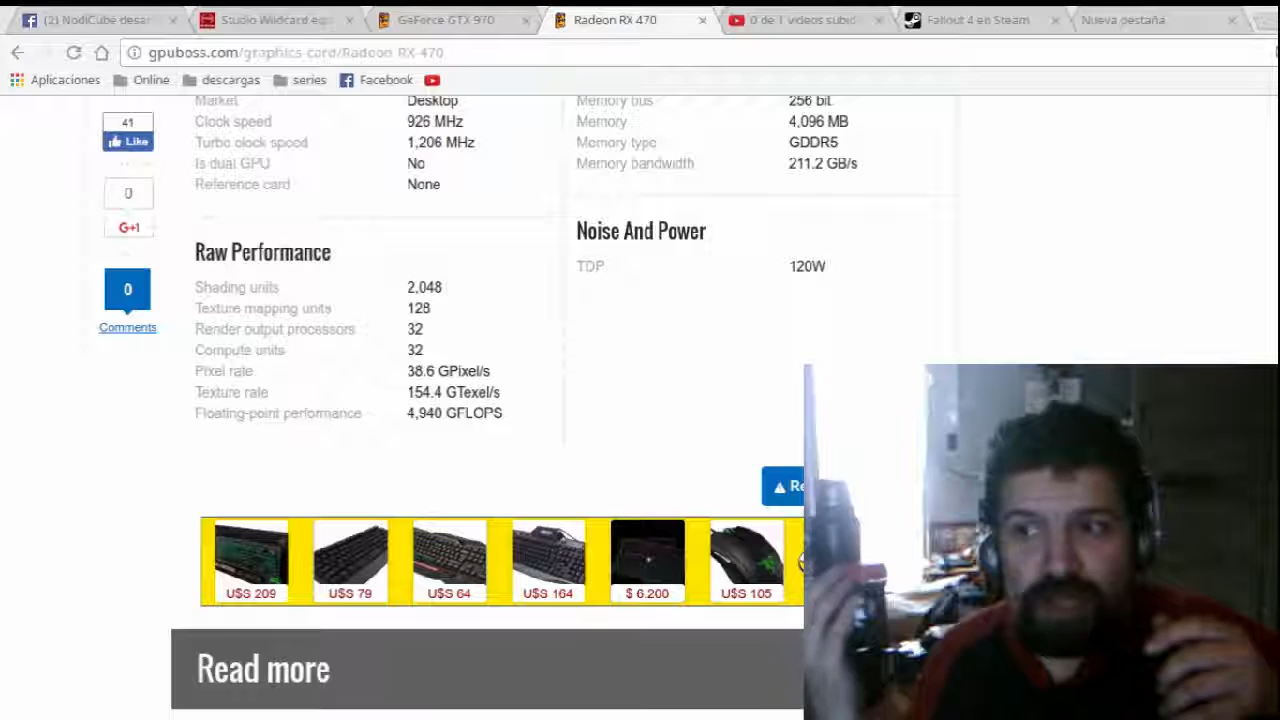 (2) NodiCube desar
Studio Wildcard eq
GeForce GTX 970
Radeon RX 470
0 de 1 videos subid
Fallout 4 en Steam
Nueva pestaña
gpuboss.com/graphics-card/Radeon-RX-470
Aplicaciones
Online
descargas
series
Facebook
41
Like
0
G+1
0
Comments
Market Desktop
Clock speed 926 MHz
Turbo clock speed 1,206 MHz
Is dual GPU No
Reference card None
Memory bus 256 bit
Memory 4,096 MB
Memory type GDDR5
Memory bandwidth 211.2 GB/s
Raw Performance
Shading units 2,048
Texture mapping units 128
Render output processors 32
Compute units 32
Pixel rate 38.6 GPixel/s
Texture rate 154.4 GTexel/s
Floating-point performance 4,940 GFLOPS
Noise And Power
TDP 120W
Re
U$S 209
U$S 79
U$S 64
U$S 164
$ 6.200
U$S 105
Read more